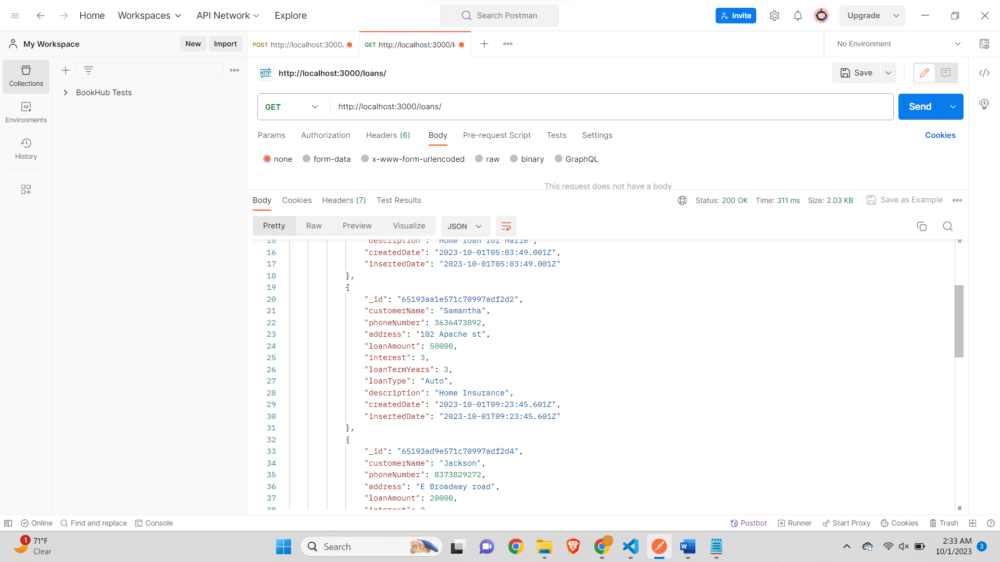 Home Workspaces API Network Explore Search Postman Invite Upgrade
My Workspace New Import POST http://localhost:3000/ GET http://localhost:3000/l No Environment
HTTP http://localhost:3000/loans/ Save
Collections
BookHub Tests
Environments
History
GET http://localhost:3000/loans/ Send
Params Authorization Headers (6) Body Pre-request Script Tests Settings Cookies
none form-data x-www-form-urlencoded raw binary GraphQL
This request does not have a body
Body Cookies Headers (7) Test Results Status: 200 OK Time: 311 ms Size: 2.03 KB Save as Example
Pretty Raw Preview Visualize JSON
15 "description": "Home loan for Marie",
16 "createdDate": "2023-10-01T05:03:49.001Z",
17 "insertedDate": "2023-10-01T05:03:49.001Z"
18 },
19 {
20 "_id": "65193aa1e571c70997adf2d2",
21 "customerName": "Samantha",
22 "phoneNumber": 3636473892,
23 "address": "102 Apache st",
24 "loanAmount": 50000,
25 "interest": 3,
26 "loanTermYears": 3,
27 "loanType": "Auto",
28 "description": "Home Insurance",
29 "createdDate": "2023-10-01T09:23:45.601Z",
30 "insertedDate": "2023-10-01T09:23:45.601Z"
31 },
32 {
33 "_id": "65193ad9e571c70997adf2d4",
34 "customerName": "Jackson",
35 "phoneNumber": 8373829272,
36 "address": "E Broadway road",
37 "loanAmount": 20000,
38 "interest":
Online Find and replace Console Postbot Runner Start Proxy Cookies Trash
1 71°F
Clear
Search
2:33 AM
10/1/2023 3